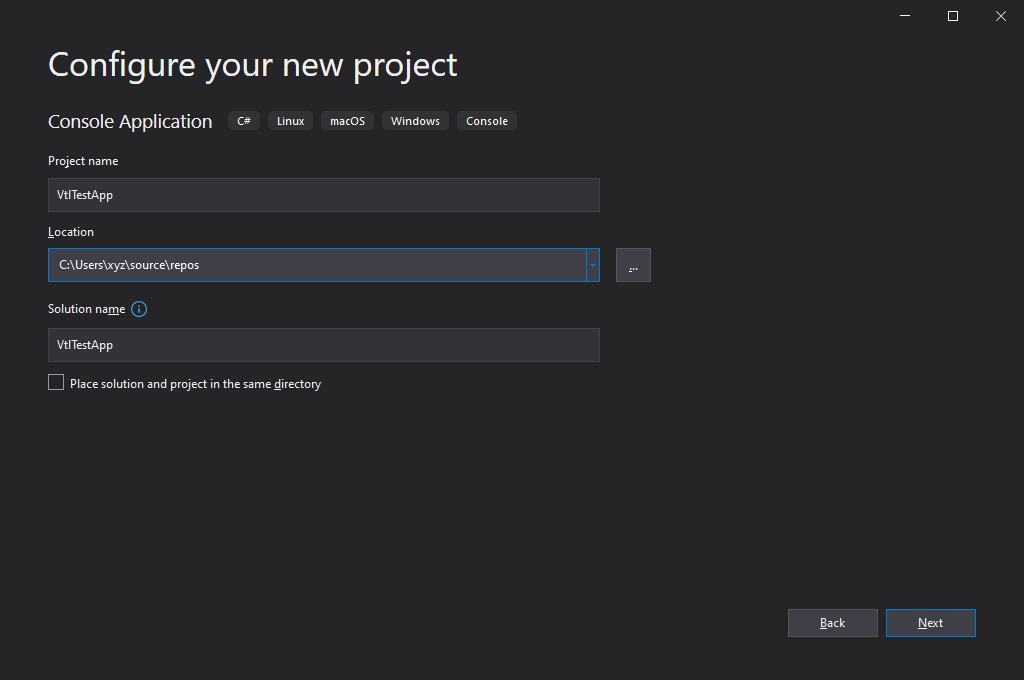 Configure your new project
Console Application C# Linux macOS Windows Console
Project name
VtlTestApp
Location
C:\Users\xyz\source\repos
...
Solution name
VtlTestApp
Place solution and project in the same directory
Back Next